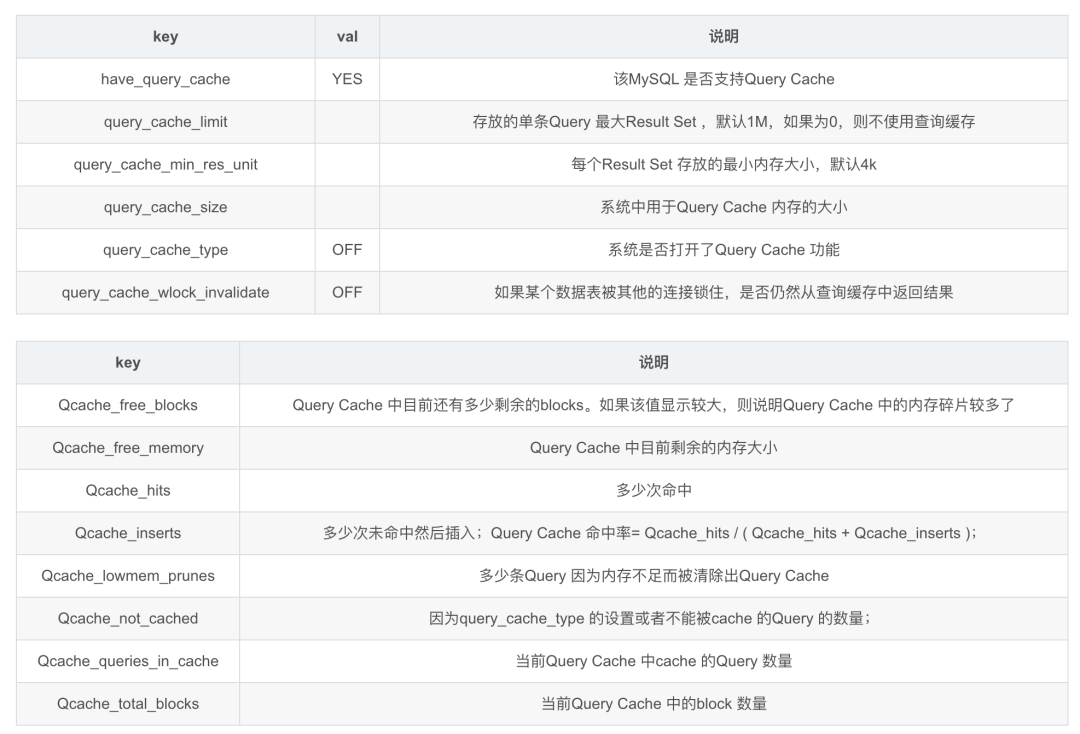 key val 说明
have_query_cache YES 该MySQL 是否支持Query Cache
query_cache_limit 存放的单条Query 最大Result Set ，默认1M，如果为0，则不使用查询缓存
query_cache_min_res_unit 每个Result Set 存放的最小内存大小，默认4k
query_cache_size 系统中用于Query Cache 内存的大小
query_cache_type OFF 系统是否打开了Query Cache 功能
query_cache_wlock_invalidate OFF 如果某个数据表被其他的连接锁住，是否仍然从查询缓存中返回结果
key 说明
Qcache_free_blocks Query Cache 中目前还有多少剩余的blocks。如果该值显示较大，则说明Query Cache 中的内存碎片较多了
Qcache_free_memory Query Cache 中目前剩余的内存大小
Qcache_hits 多少次命中
Qcache_inserts 多少次未命中然后插入；Query Cache 命中率= Qcache_hits / ( Qcache_hits + Qcache_inserts )；
Qcache_lowmem_prunes 多少条Query 因为内存不足而被清除出Query Cache
Qcache_not_cached 因为query_cache_type 的设置或者不能被cache 的Query 的数量；
Qcache_queries_in_cache 当前Query Cache 中cache 的Query 数量
Qcache_total_blocks 当前Query Cache 中的block 数量